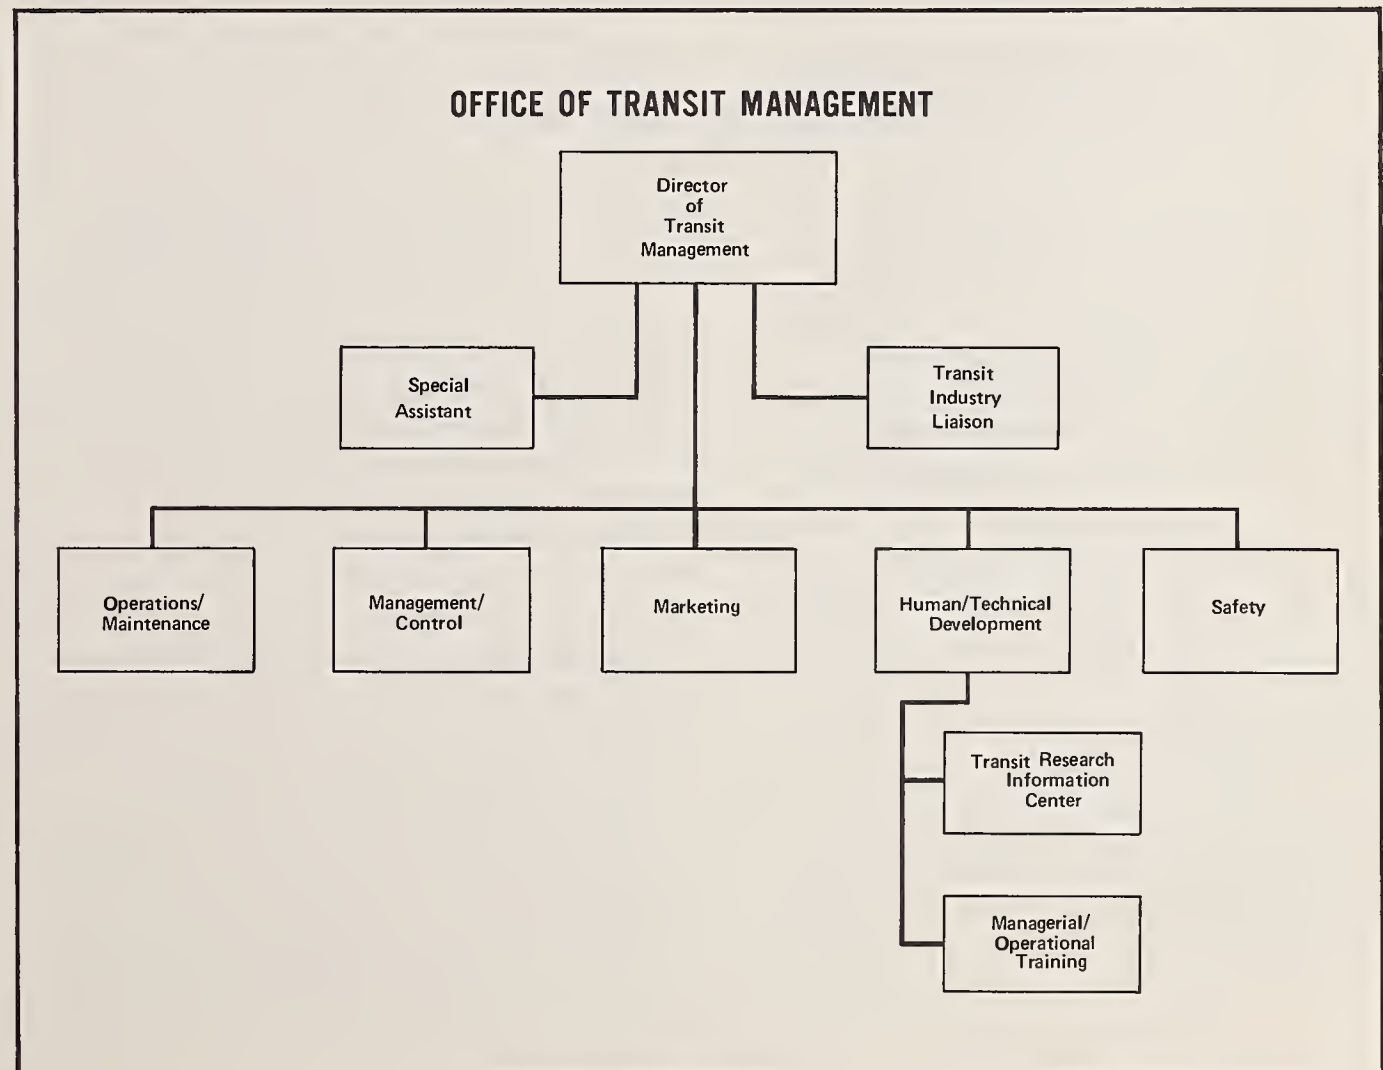 OFFICE OF TRANSIT MANAGEMENT
Director
of
Transit
Management
Special
Assistant
Transit
Industry
Liaison
Operations/
Maintenance
Management/
Control
Marketing
Human/Technical
Development
Safety
Transit Research
Information
Center
Managerial/
Operational
Training